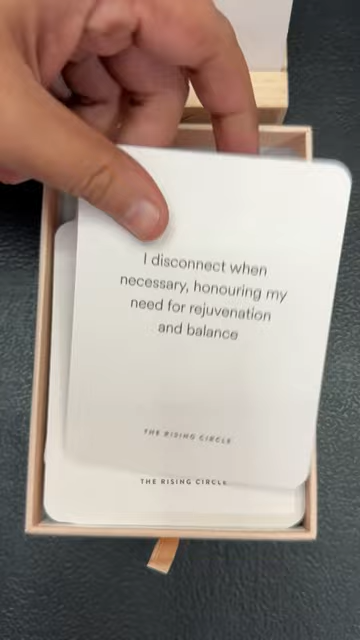 I disconnect when
necessary, honouring my
need for rejuvenation
and balance
THE RISING CIRCLE
THE RISING CIRCLE